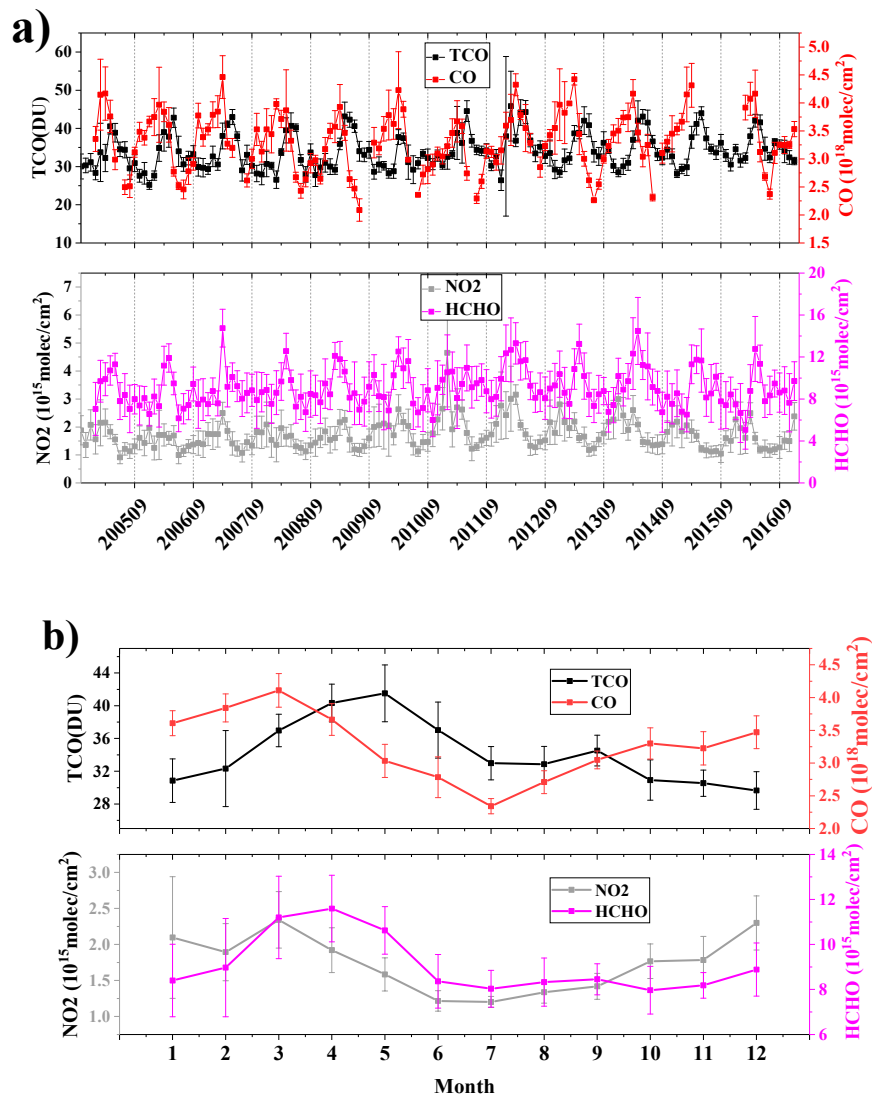 a)
TCO
CO
TCO(DU)
60
50
40
30
20
10
CO (10^18 molec/cm^2)
5.0
4.5
4.0
3.5
3.0
2.5
2.0
1.5
NO2
HCHO
NO2 (10^15 molec/cm^2)
7
6
5
4
3
2
1
0
HCHO (10^15 molec/cm^2)
20
16
12
8
4
0
200509 200609 200709 200809 200909 201009 201109 201209 201309 201409 201509 201609
b)
TCO
CO
TCO(DU)
44
40
36
32
28
CO (10^18 molec/cm^2)
4.5
4.0
3.5
3.0
2.5
2.0
NO2
HCHO
NO2 (10^15 molec/cm^2)
3.0
2.5
2.0
1.5
1.0
HCHO (10^15 molec/cm^2)
14
12
10
8
6
1 2 3 4 5 6 7 8 9 10 11 12
Month